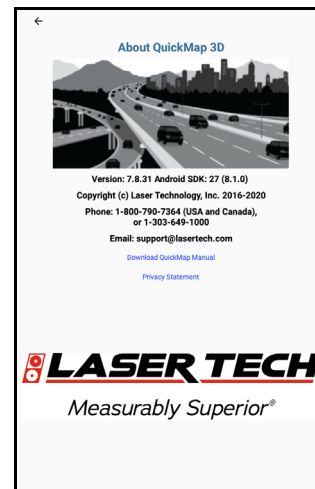 About QuickMap 3D
Version: 7.8.31 Android SDK: 27 (8.1.0)
Copyright (c) Laser Technology, Inc. 2016-2020
Phone: 1-800-790-7364 (USA and Canada),
or 1-303-649-1000
Email: support@lasertech.com
Download QuickMap Manual
Privacy Statement
LASER TECH
Measurably Superior®